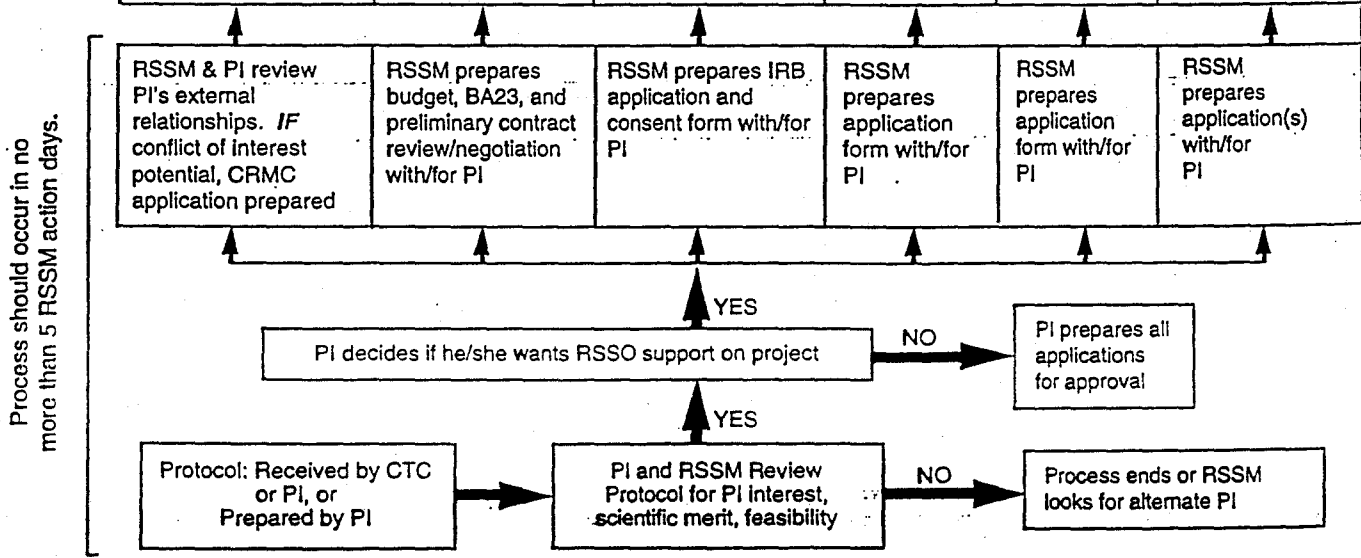 Process should occur in no
more than 5 RSSM action days.
RSSM & PI review
PI's external
relationships. IF
conflict of interest
potential, CRMC
application prepared
RSSM prepares
budget, BA23, and
preliminary contract
review/negotiation
with/for PI
RSSM prepares IRB
application and
consent form with/for
PI
RSSM
prepares
application
form with/for
PI
RSSM
prepares
application
form with/for
PI
RSSM
prepares
application(s)
with/for
PI
YES
PI decides if he/she wants RSSO support on project
NO
PI prepares all
applications
for approval
YES
Protocol: Received by CTC
or PI, or
Prepared by PI
PI and RSSM Review
Protocol for PI interest,
scientific merit, feasibility
NO
Process ends or RSSM
looks for alternate PI